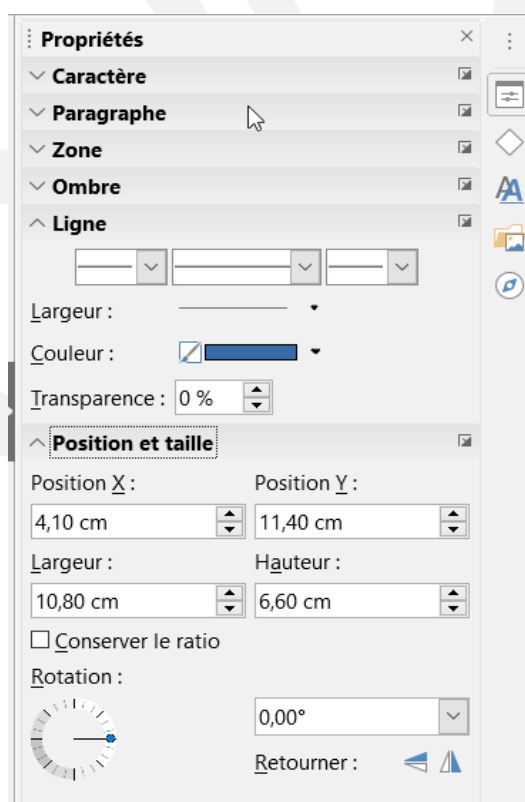 Propriétés
Caractère
Paragraphe
Zone
Ombre
Ligne
Largeur :
Couleur :
Transparence : 0 %
Position et taille
Position X : Position Y :
4,10 cm 11,40 cm
Largeur : Hauteur :
10,80 cm 6,60 cm
Conserver le ratio
Rotation :
0,00°
Retourner :